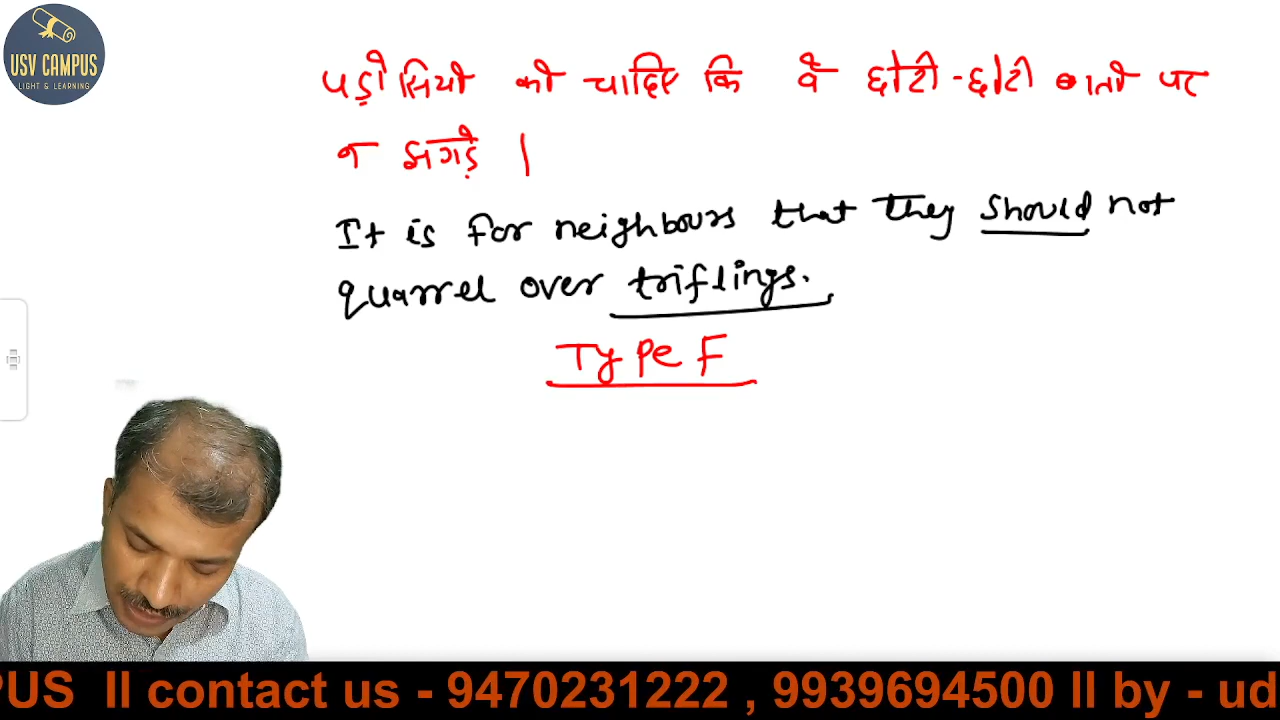 USV CAMPUS
LIGHT & LEARNING
पड़ोसियो को चाहिए कि वे छोटी-छोटी बातो पर
न झगड़े ।
It is for neighbours that they should not
quarrel over triflings.
Type F
PUS ll contact us - 9470231222 , 9939694500 ll by - ud